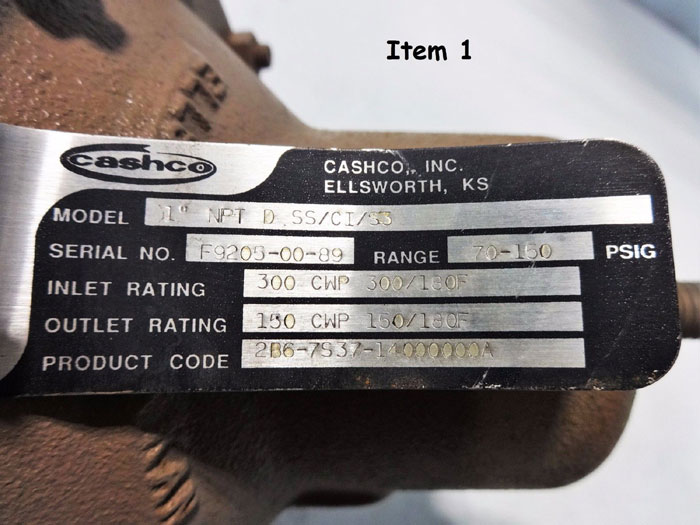 Item 1
cashco
CASHCO, INC.
ELLSWORTH, KS
MODEL 1" NPT D SS/CI/S3
SERIAL NO. F9205-00-89 RANGE 70-150 PSIG
INLET RATING 300 CWP 300/180F
OUTLET RATING 150 CWP 150/180F
PRODUCT CODE 2B6-7S37-14000000A